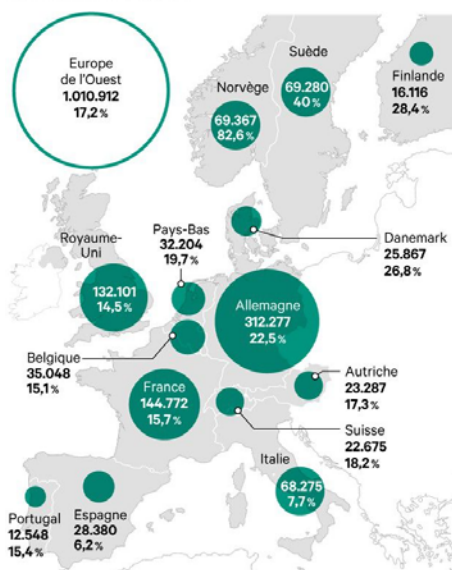 Europe
de l'Ouest
1.010.912
17,2%
Suède
69.280
40%
Norvège
69.367
82,6%
Finlande
16.116
28,4%
Pays-Bas
32.204
19,7%
Royaume-
Uni
132.101
14,5%
Danemark
25.867
26,8%
Allemagne
312.277
22,5%
Belgique
35.048
15,1%
France
144.772
15,7%
Autriche
23.287
17,3%
Suisse
22.675
18,2%
Italie
68.275
7,7%
Portugal
12.548
15,4%
Espagne
28.380
6,2%